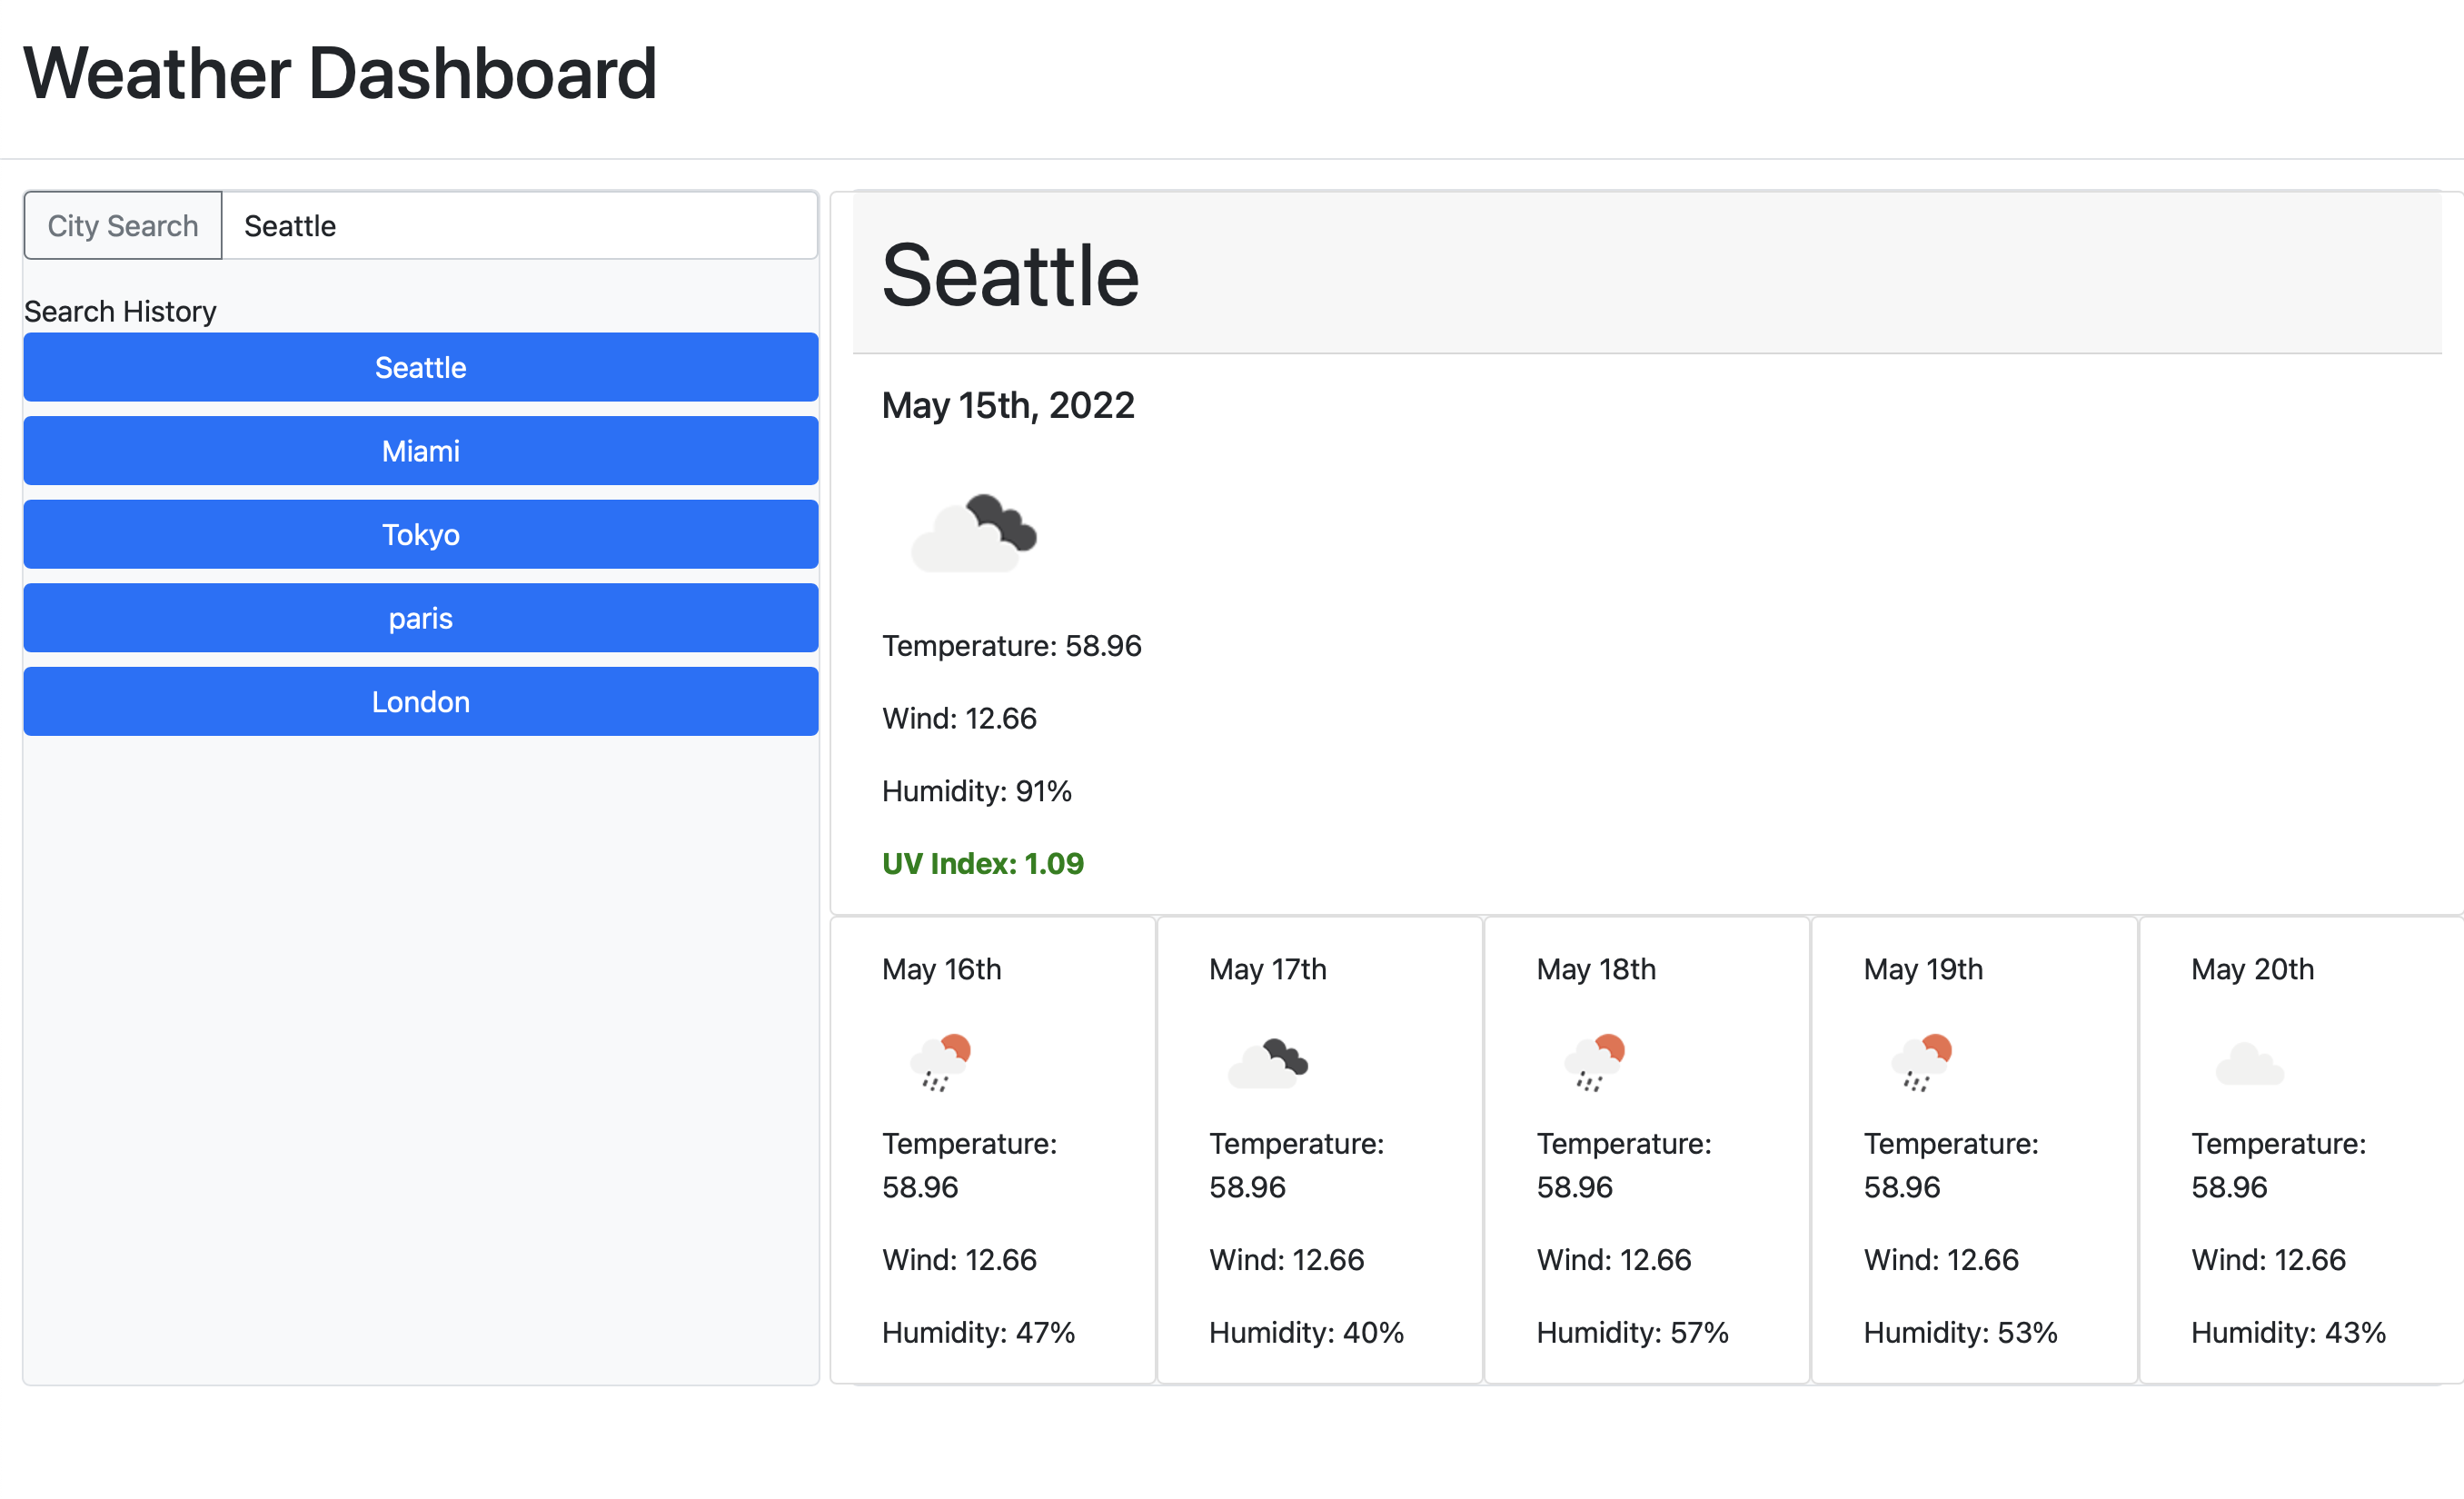 Weather Dashboard
City Search
Seattle
Search History
Seattle
Miami
Tokyo
paris
London
Seattle
May 15th, 2022
Temperature: 58.96
Wind: 12.66
Humidity: 91%
UV Index: 1.09
May 16th
Temperature:
58.96
Wind: 12.66
Humidity: 47%
May 17th
Temperature:
58.96
Wind: 12.66
Humidity: 40%
May 18th
Temperature:
58.96
Wind: 12.66
Humidity: 57%
May 19th
Temperature:
58.96
Wind: 12.66
Humidity: 53%
May 20th
Temperature:
58.96
Wind: 12.66
Humidity: 43%